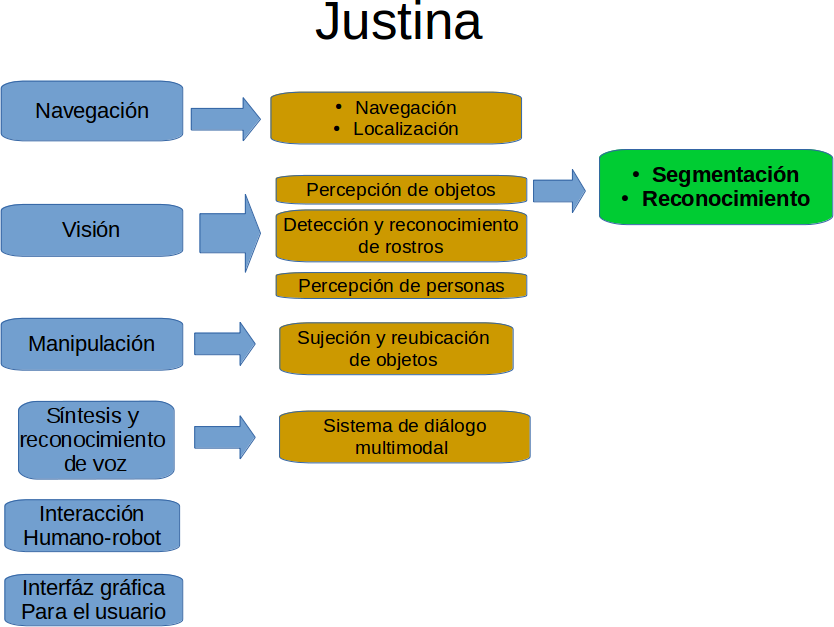 Justina
Navegación
• Navegación
• Localización
Visión
Percepción de objetos
Detección y reconocimiento
de rostros
Percepción de personas
• Segmentación
• Reconocimiento
Manipulación
Sujeción y reubicación
de objetos
Síntesis y
reconocimiento
de voz
Sistema de diálogo
multimodal
Interacción
Humano-robot
Interfáz gráfica
Para el usuario